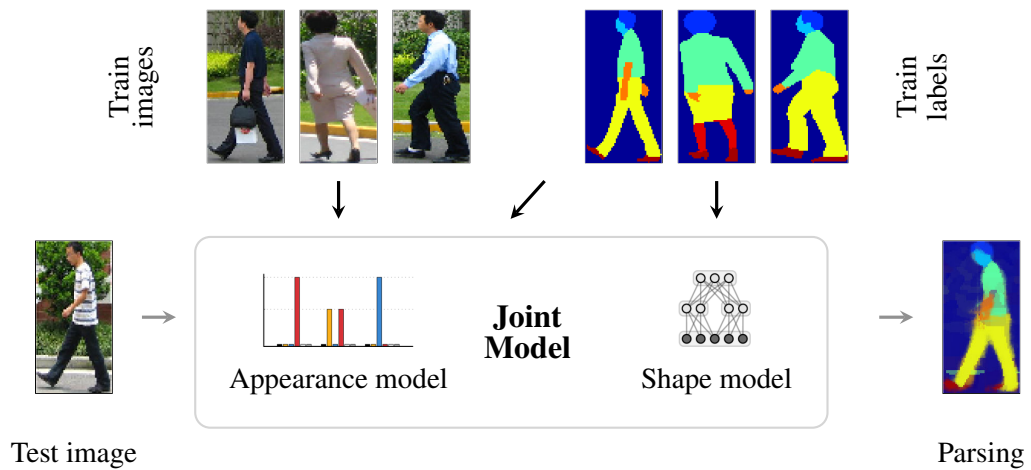 Train
images
Train
labels
Joint
Model
Appearance model
Shape model
Test image
Parsing